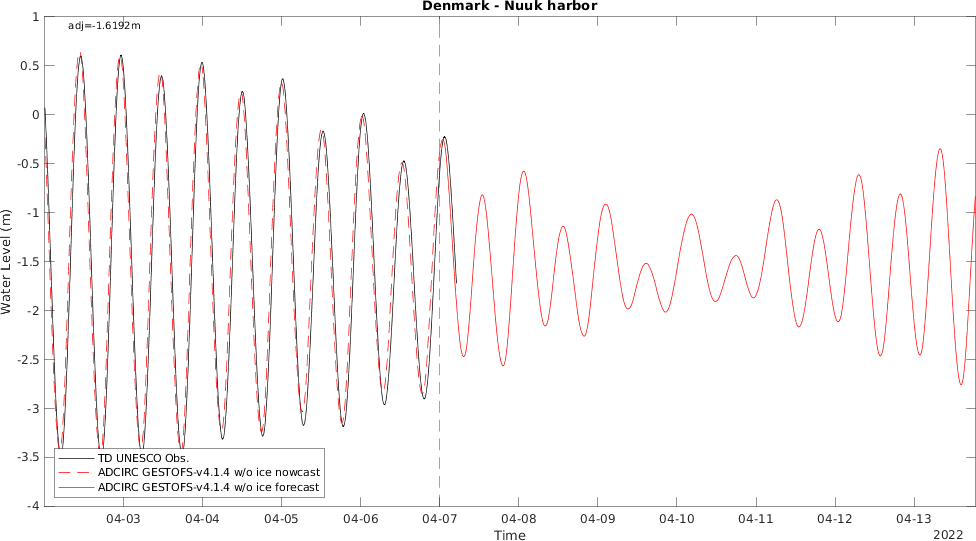 Denmark - Nuuk harbor
adj=-1.6192m
1
0.5
0
-0.5
-1
-1.5
-2
-2.5
-3
-3.5
-4
Water Level (m)
TD UNESCO Obs.
ADCIRC GESTOFS-v4.1.4 w/o ice nowcast
ADCIRC GESTOFS-v4.1.4 w/o ice forecast
04-03 04-04 04-05 04-06 04-07 04-08 04-09 04-10 04-11 04-12 04-13
Time
2022